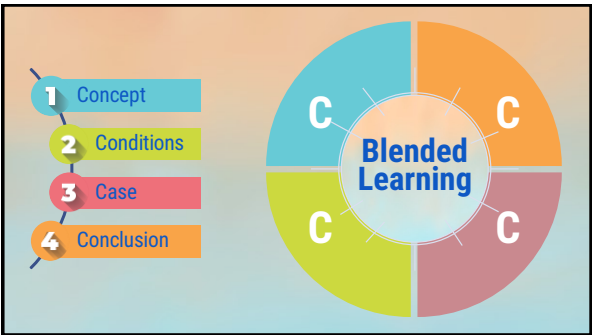 1 Concept
2 Conditions
3 Case
4 Conclusion
C C
Blended
Learning
C C